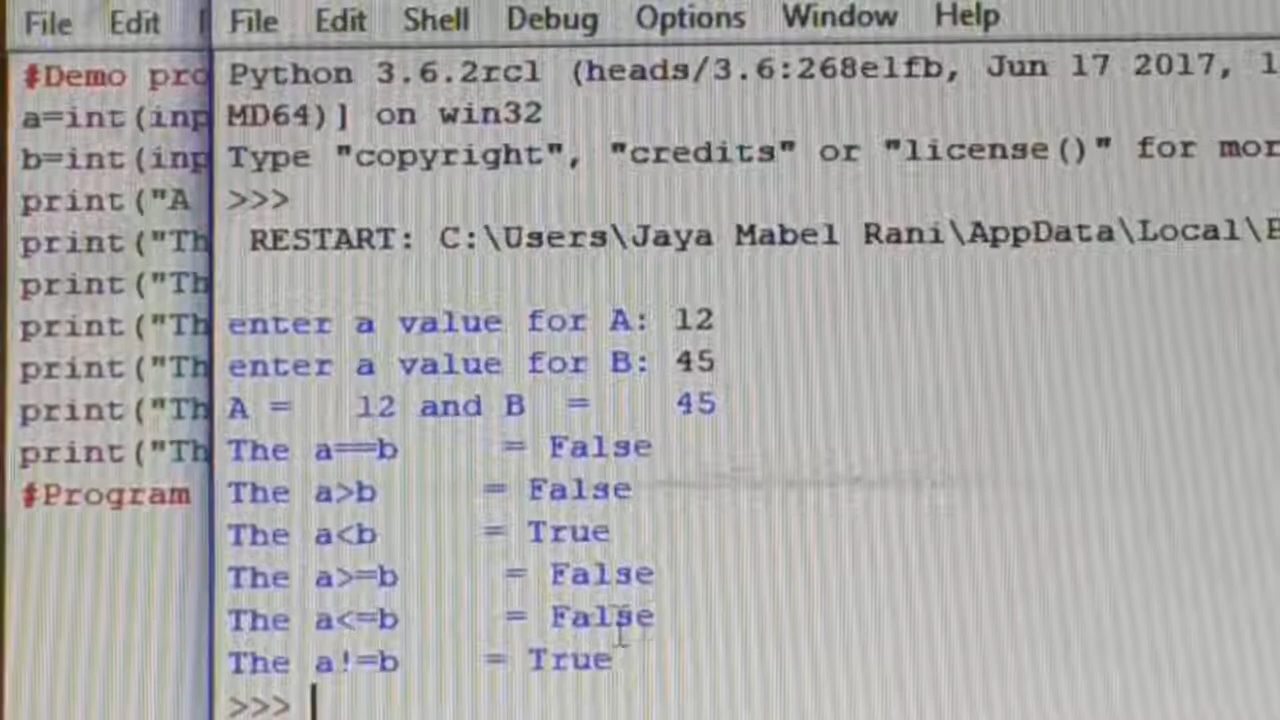 File Edit
#Demo pro
a=int(inp
b=int(inp
print("A
print("Th
print("Th
print("Th
print("Th
print("Th
print("Th
#Program
File Edit Shell Debug Options Window Help
Python 3.6.2rc1 (heads/3.6:268e1fb, Jun 17 2017, 1
MD64)] on win32
Type "copyright", "credits" or "license()" for mor
>>>
RESTART: C:\Users\Jaya Mabel Rani\AppData\Local\
enter a value for A: 12
enter a value for B: 45
A = 12 and B = 45
The a==b = False
The a>b = False
The a<b = True
The a>=b = False
The a<=b = False
The a!=b = True
>>>